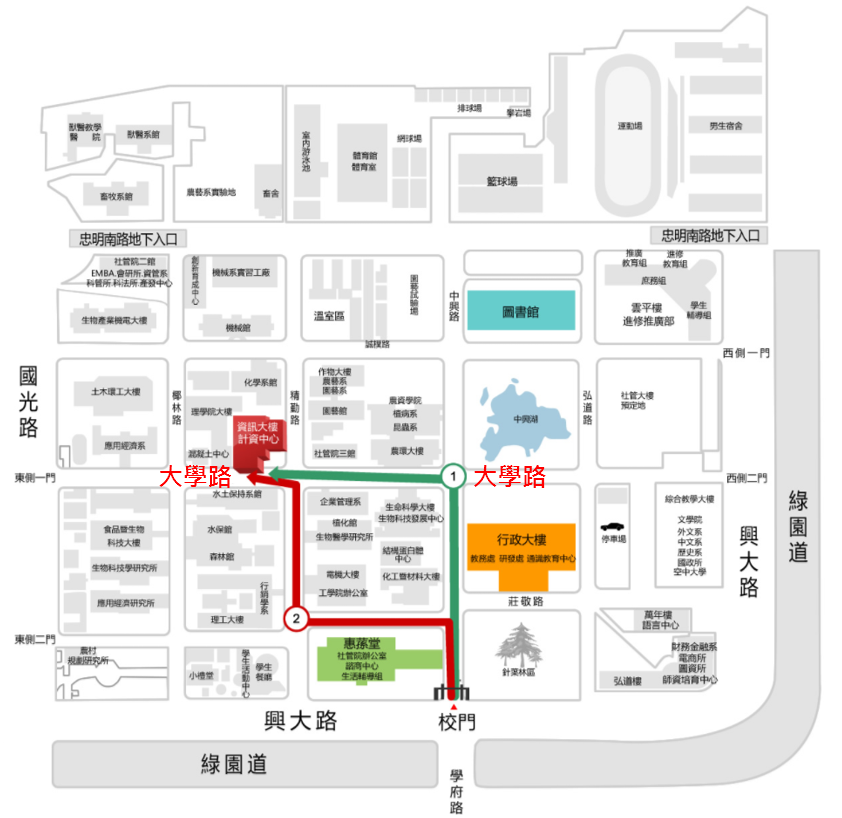 排球場
攀岩場
獸醫教學
醫 院
獸醫系館
室內游泳池
體育館
體育室
網球場
運動場
男生宿舍
籃球場
畜牧系館
農藝系實驗地
畜舍
忠明南路地下入口
忠明南路地下入口
社管院二館
EMBA.會研所.資管系
科管所.科法所.產發中心
創新育成中心
機械系實習工廠
園藝試驗場
中興路
推廣
教育組
進修
教育組
庶務組
圖書館
雲平樓
進修推廣部
學生
輔導組
生物產業機電大樓
機械館
溫室區
誠樸路
西側一門
國光路
椰林路
精勤路
弘道路
化學系館
作物大樓
農藝系
園藝系
土木環工大樓
理學院大樓
園藝館
農資學院
植病系
昆蟲系
中興湖
社管大樓
預定地
資訊大樓
計資中心
應用經濟系
混凝土中心
社管院三館
農環大樓
東側一門
大學路
1
大學路
西側二門
水土保持系館
企業管理系
植化館
生物醫學研究所
生命科學大樓
生物科技發展中心
綜合教學大樓
文學院
外文系
中文系
歷史系
國政所
空中大學
綠園道
食品暨生物
科技大樓
水保館
行政大樓
教務處 研發處 通識教育中心
停車場
興大路
森林館
結構蛋白體
中心
生物科技學研究所
電機大樓
化工暨材料大樓
行銷學系
工學院辦公室
應用經濟研究所
莊敬路
理工大樓
2
萬年樓
語言中心
東側二門
農村
規劃研究所
小禮堂
學生活動中心
學生
餐廳
惠蓀堂
社管院辦公室
諮商中心
生活輔導組
針葉林區
財務金融系
電商所
圖資所
師資培育中心
弘道樓
興大路
校門
綠園道
學府路